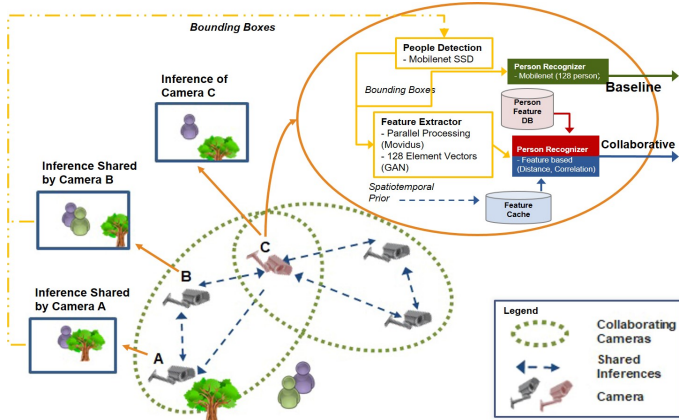 Bounding Boxes
People Detection
- Mobilenet SSD
Person Recognizer
- Mobilenet (128 person)
Baseline
Inference of
Camera C
Bounding Boxes
Person
Feature
DB
Feature Extractor
- Parallel Processing
(Movidus)
- 128 Element Vectors
(GAN)
Person Recognizer
- Feature based
(Distance, Correlation)
Collaborative
Inference Shared
by Camera B
Spatiotemporal
Prior
Feature
Cache
C
B
Inference Shared
by Camera A
A
Legend
Collaborating
Cameras
Shared
Inferences
Camera